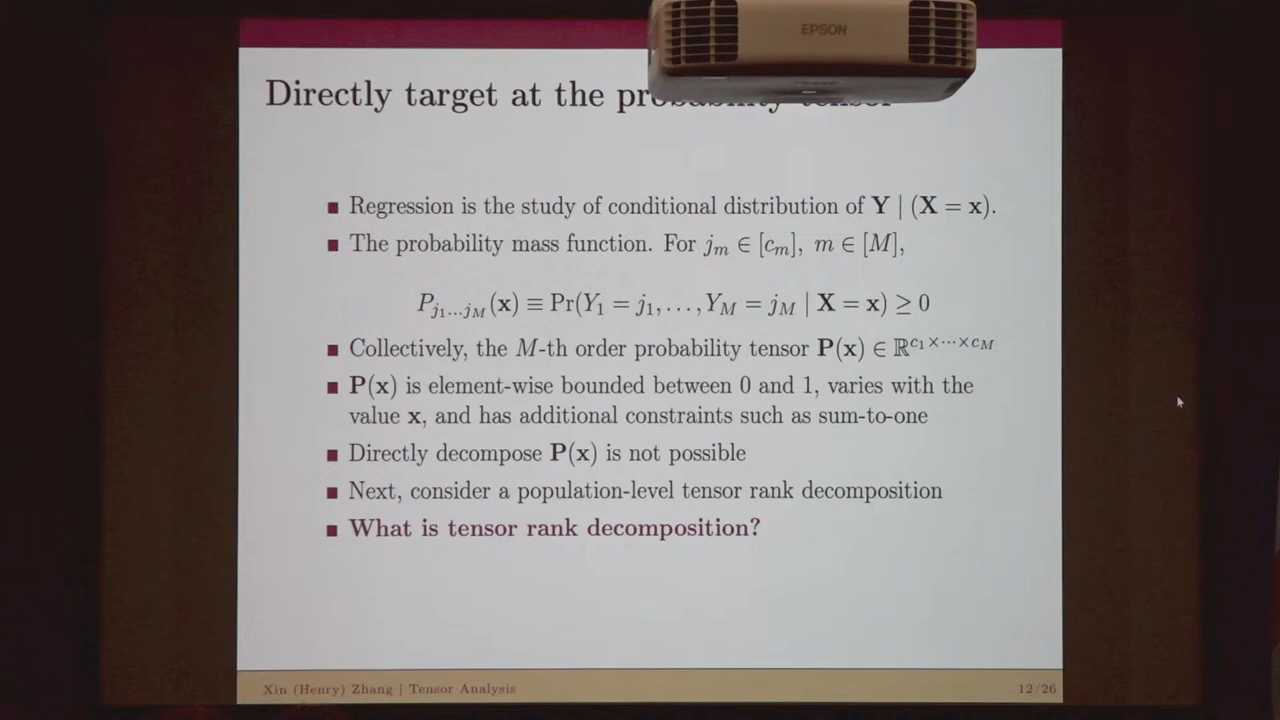 EPSON
Directly target at the probability tensor
■ Regression is the study of conditional distribution of Y | (X = x).
■ The probability mass function. For j_m ∈ [c_m], m ∈ [M],
P_{j_1…j_M}(x) ≡ Pr(Y_1 = j_1, …, Y_M = j_M | X = x) ≥ 0
■ Collectively, the M-th order probability tensor P(x) ∈ ℝ^{c_1×⋯×c_M}
■ P(x) is element-wise bounded between 0 and 1, varies with the
value x, and has additional constraints such as sum-to-one
■ Directly decompose P(x) is not possible
■ Next, consider a population-level tensor rank decomposition
■ What is tensor rank decomposition?
Xin (Henry) Zhang | Tensor Analysis
12/26